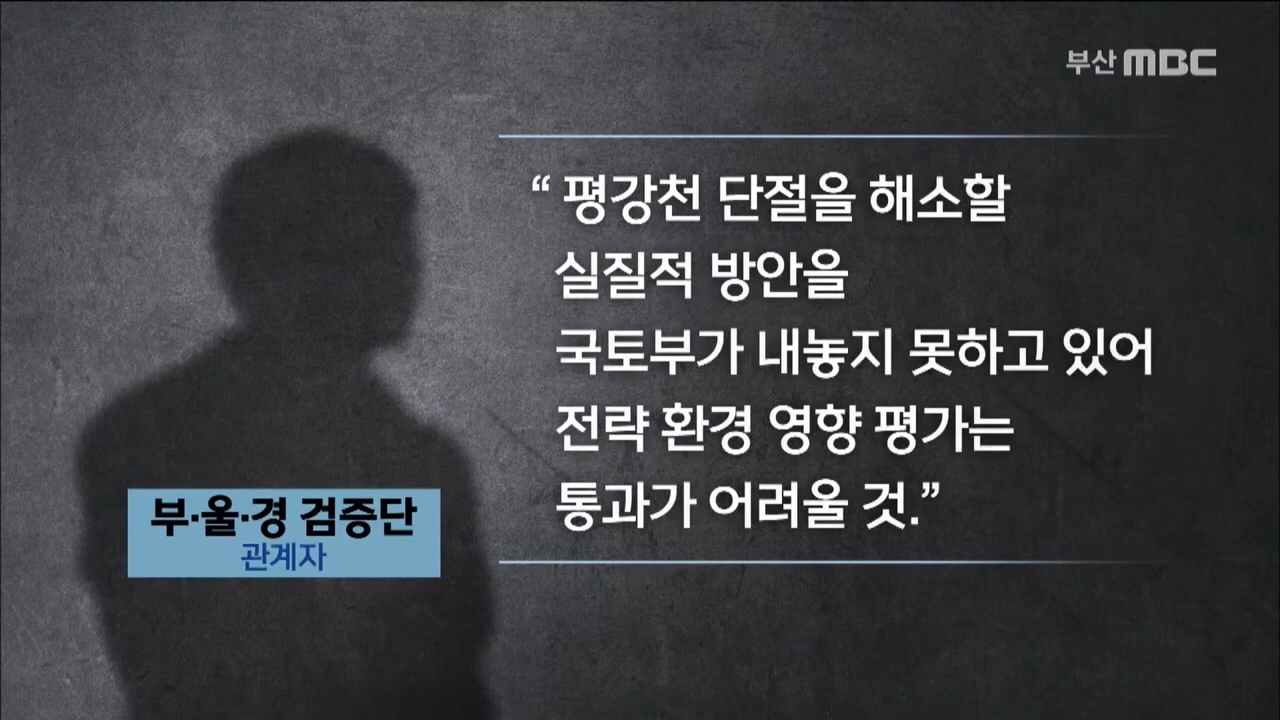 부산 MBC
“ 평강천 단절을 해소할
실질적 방안을
국토부가 내놓지 못하고 있어
전략 환경 영향 평가는
통과가 어려울 것.”
부·울·경 검증단
관계자